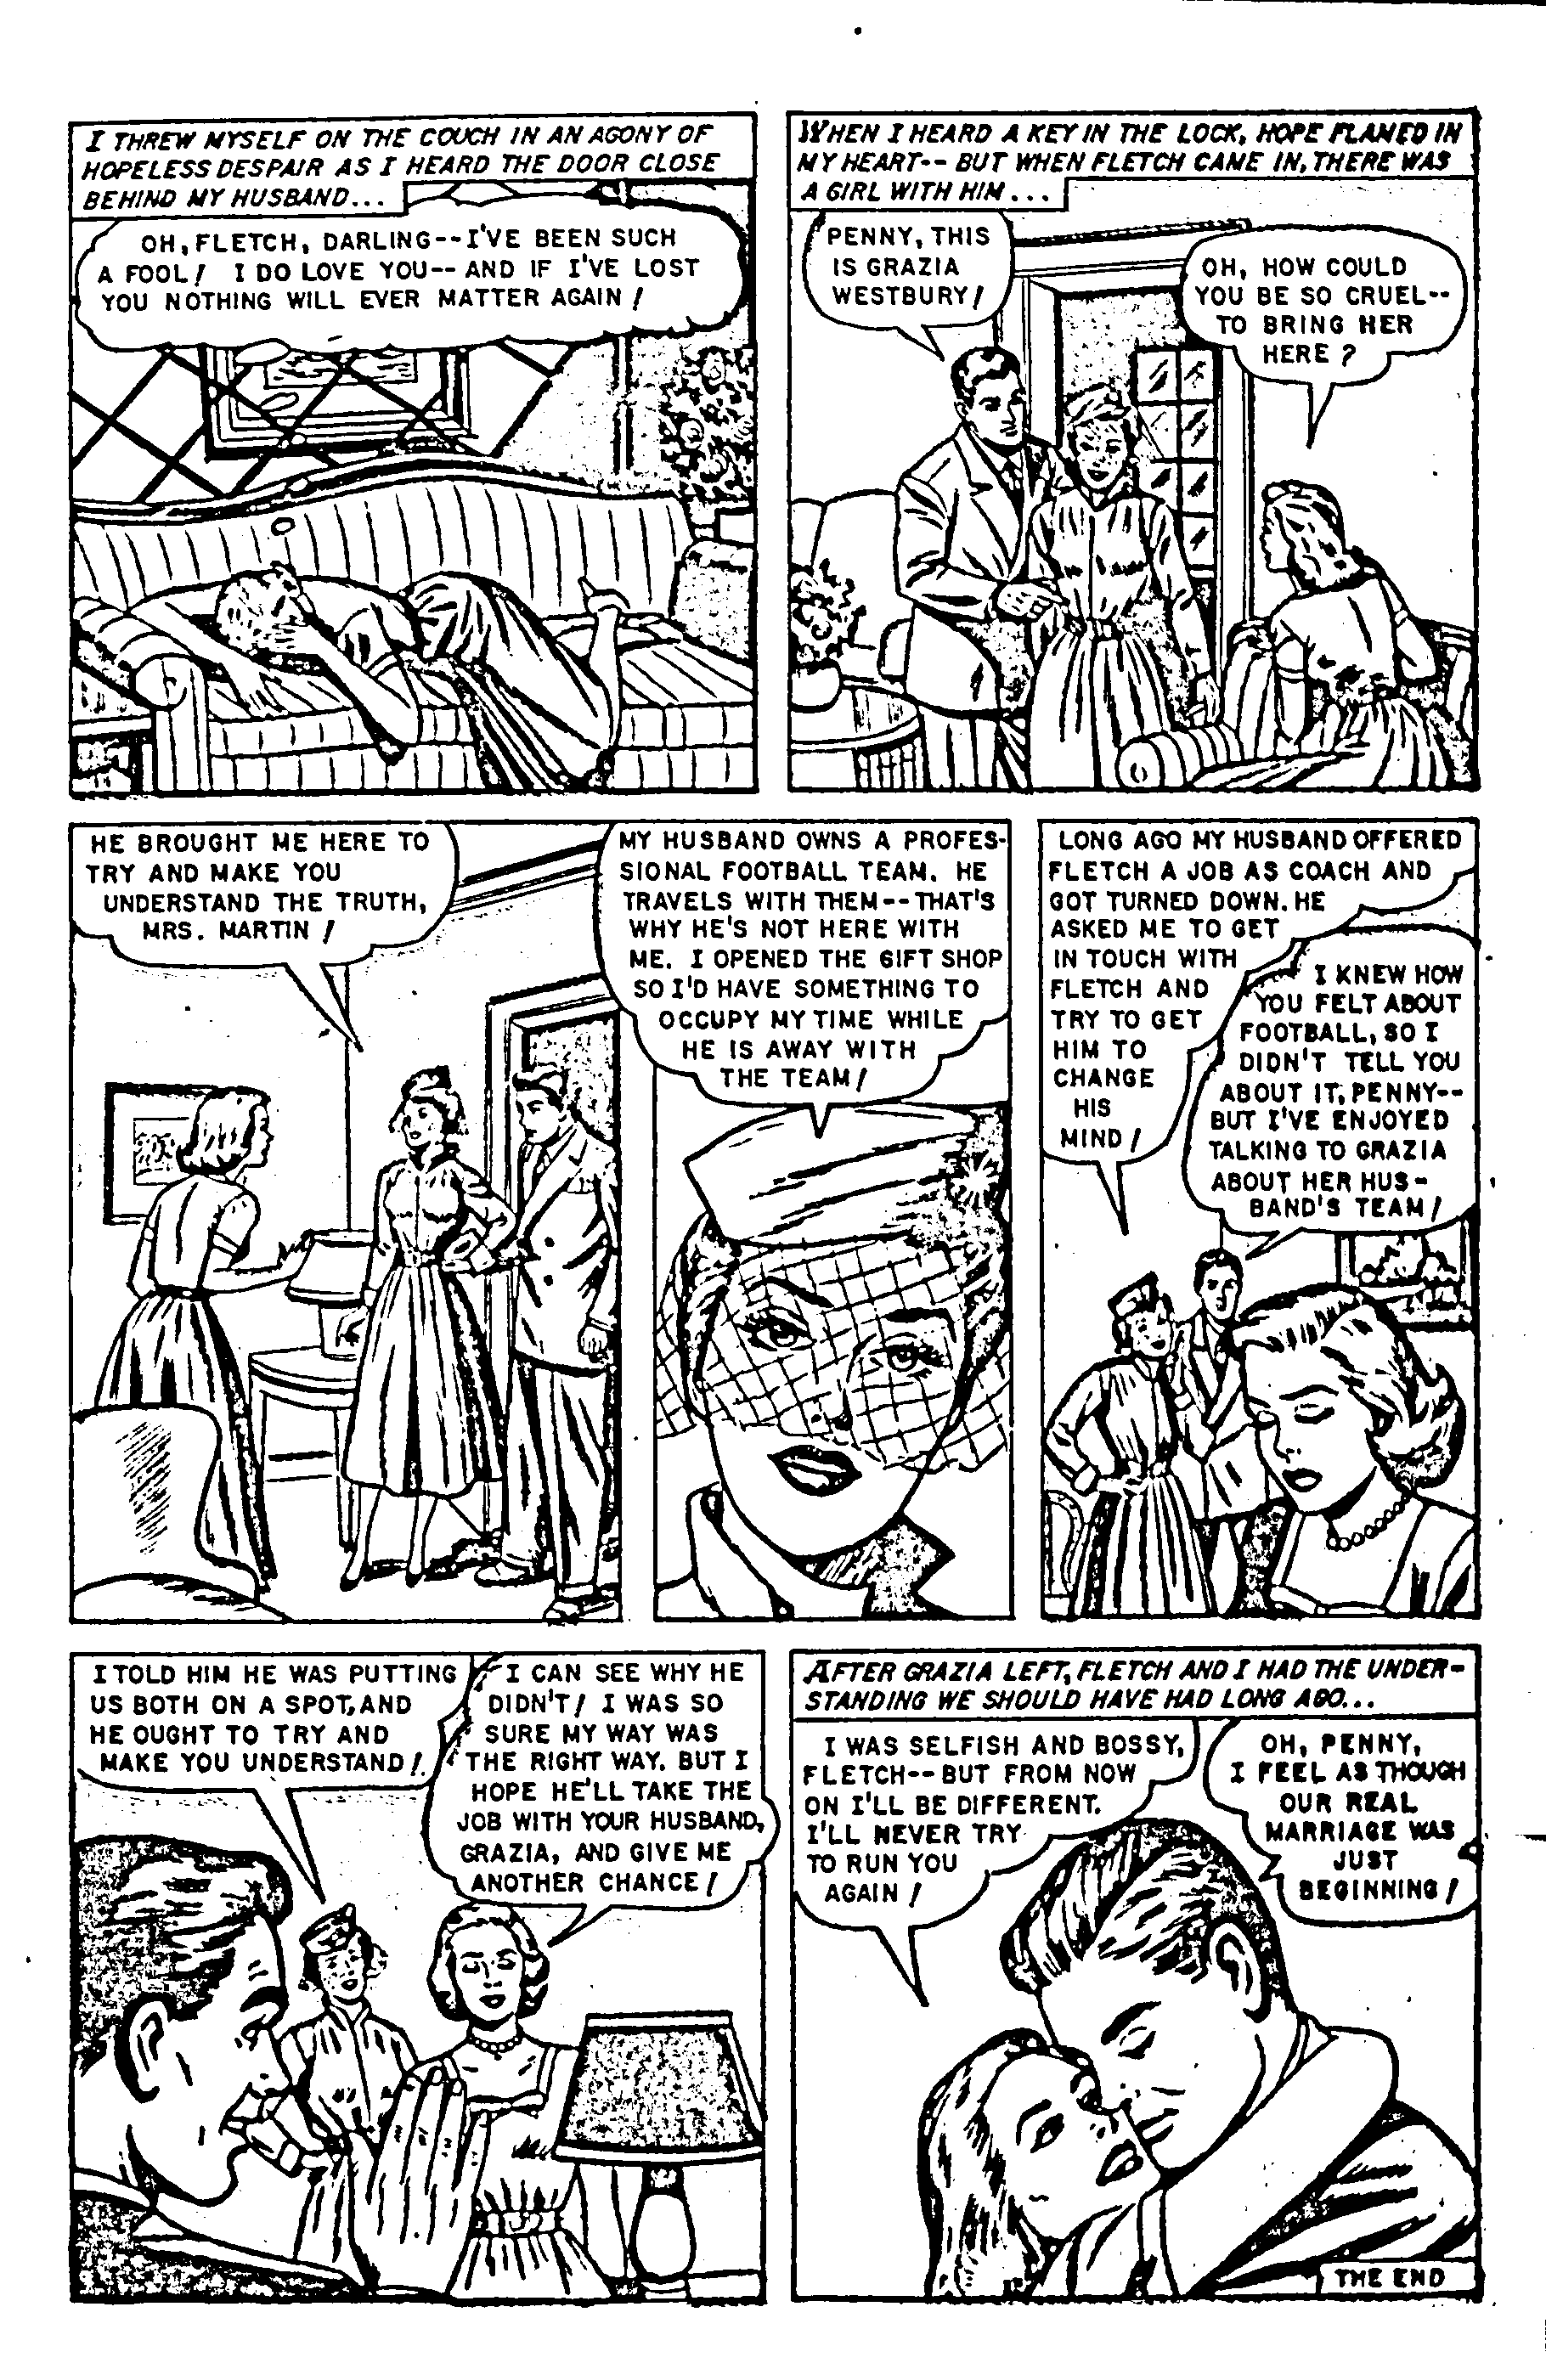 I THREW MYSELF ON THE COUCH IN AN AGONY OF
HOPELESS DESPAIR AS I HEARD THE DOOR CLOSE
BEHIND MY HUSBAND...
OH, FLETCH, DARLING--I'VE BEEN SUCH
A FOOL! I DO LOVE YOU--AND IF I'VE LOST
YOU NOTHING WILL EVER MATTER AGAIN!
WHEN I HEARD A KEY IN THE LOCK, HOPE FLAMED IN
MY HEART--BUT WHEN FLETCH CAME IN, THERE WAS
A GIRL WITH HIM...
PENNY, THIS
IS GRAZIA
WESTBURY!
OH, HOW COULD
YOU BE SO CRUEL--
TO BRING HER
HERE?
HE BROUGHT ME HERE TO
TRY AND MAKE YOU
UNDERSTAND THE TRUTH,
MRS. MARTIN!
MY HUSBAND OWNS A PROFES-
SIONAL FOOTBALL TEAM. HE
TRAVELS WITH THEM--THAT'S
WHY HE'S NOT HERE WITH
ME. I OPENED THE GIFT SHOP
SO I'D HAVE SOMETHING TO
OCCUPY MY TIME WHILE
HE IS AWAY WITH
THE TEAM!
LONG AGO MY HUSBAND OFFERED
FLETCH A JOB AS COACH AND
GOT TURNED DOWN. HE
ASKED ME TO GET
IN TOUCH WITH
FLETCH AND
TRY TO GET
HIM TO
CHANGE
HIS
MIND!
I KNEW HOW
YOU FELT ABOUT
FOOTBALL, SO I
DIDN'T TELL YOU
ABOUT IT, PENNY--
BUT I'VE ENJOYED
TALKING TO GRAZIA
ABOUT HER HUS-
BAND'S TEAM!
I TOLD HIM HE WAS PUTTING
US BOTH ON A SPOT, AND
HE OUGHT TO TRY AND
MAKE YOU UNDERSTAND!
I CAN SEE WHY HE
DIDN'T! I WAS SO
SURE MY WAY WAS
THE RIGHT WAY. BUT I
HOPE HE'LL TAKE THE
JOB WITH YOUR HUSBAND,
GRAZIA, AND GIVE ME
ANOTHER CHANCE!
AFTER GRAZIA LEFT, FLETCH AND I HAD THE UNDER-
STANDING WE SHOULD HAVE HAD LONG AGO...
I WAS SELFISH AND BOSSY,
FLETCH--BUT FROM NOW
ON I'LL BE DIFFERENT.
I'LL NEVER TRY
TO RUN YOU
AGAIN!
OH, PENNY,
I FEEL AS THOUGH
OUR REAL
MARRIAGE WAS
JUST
BEGINNING!
THE END